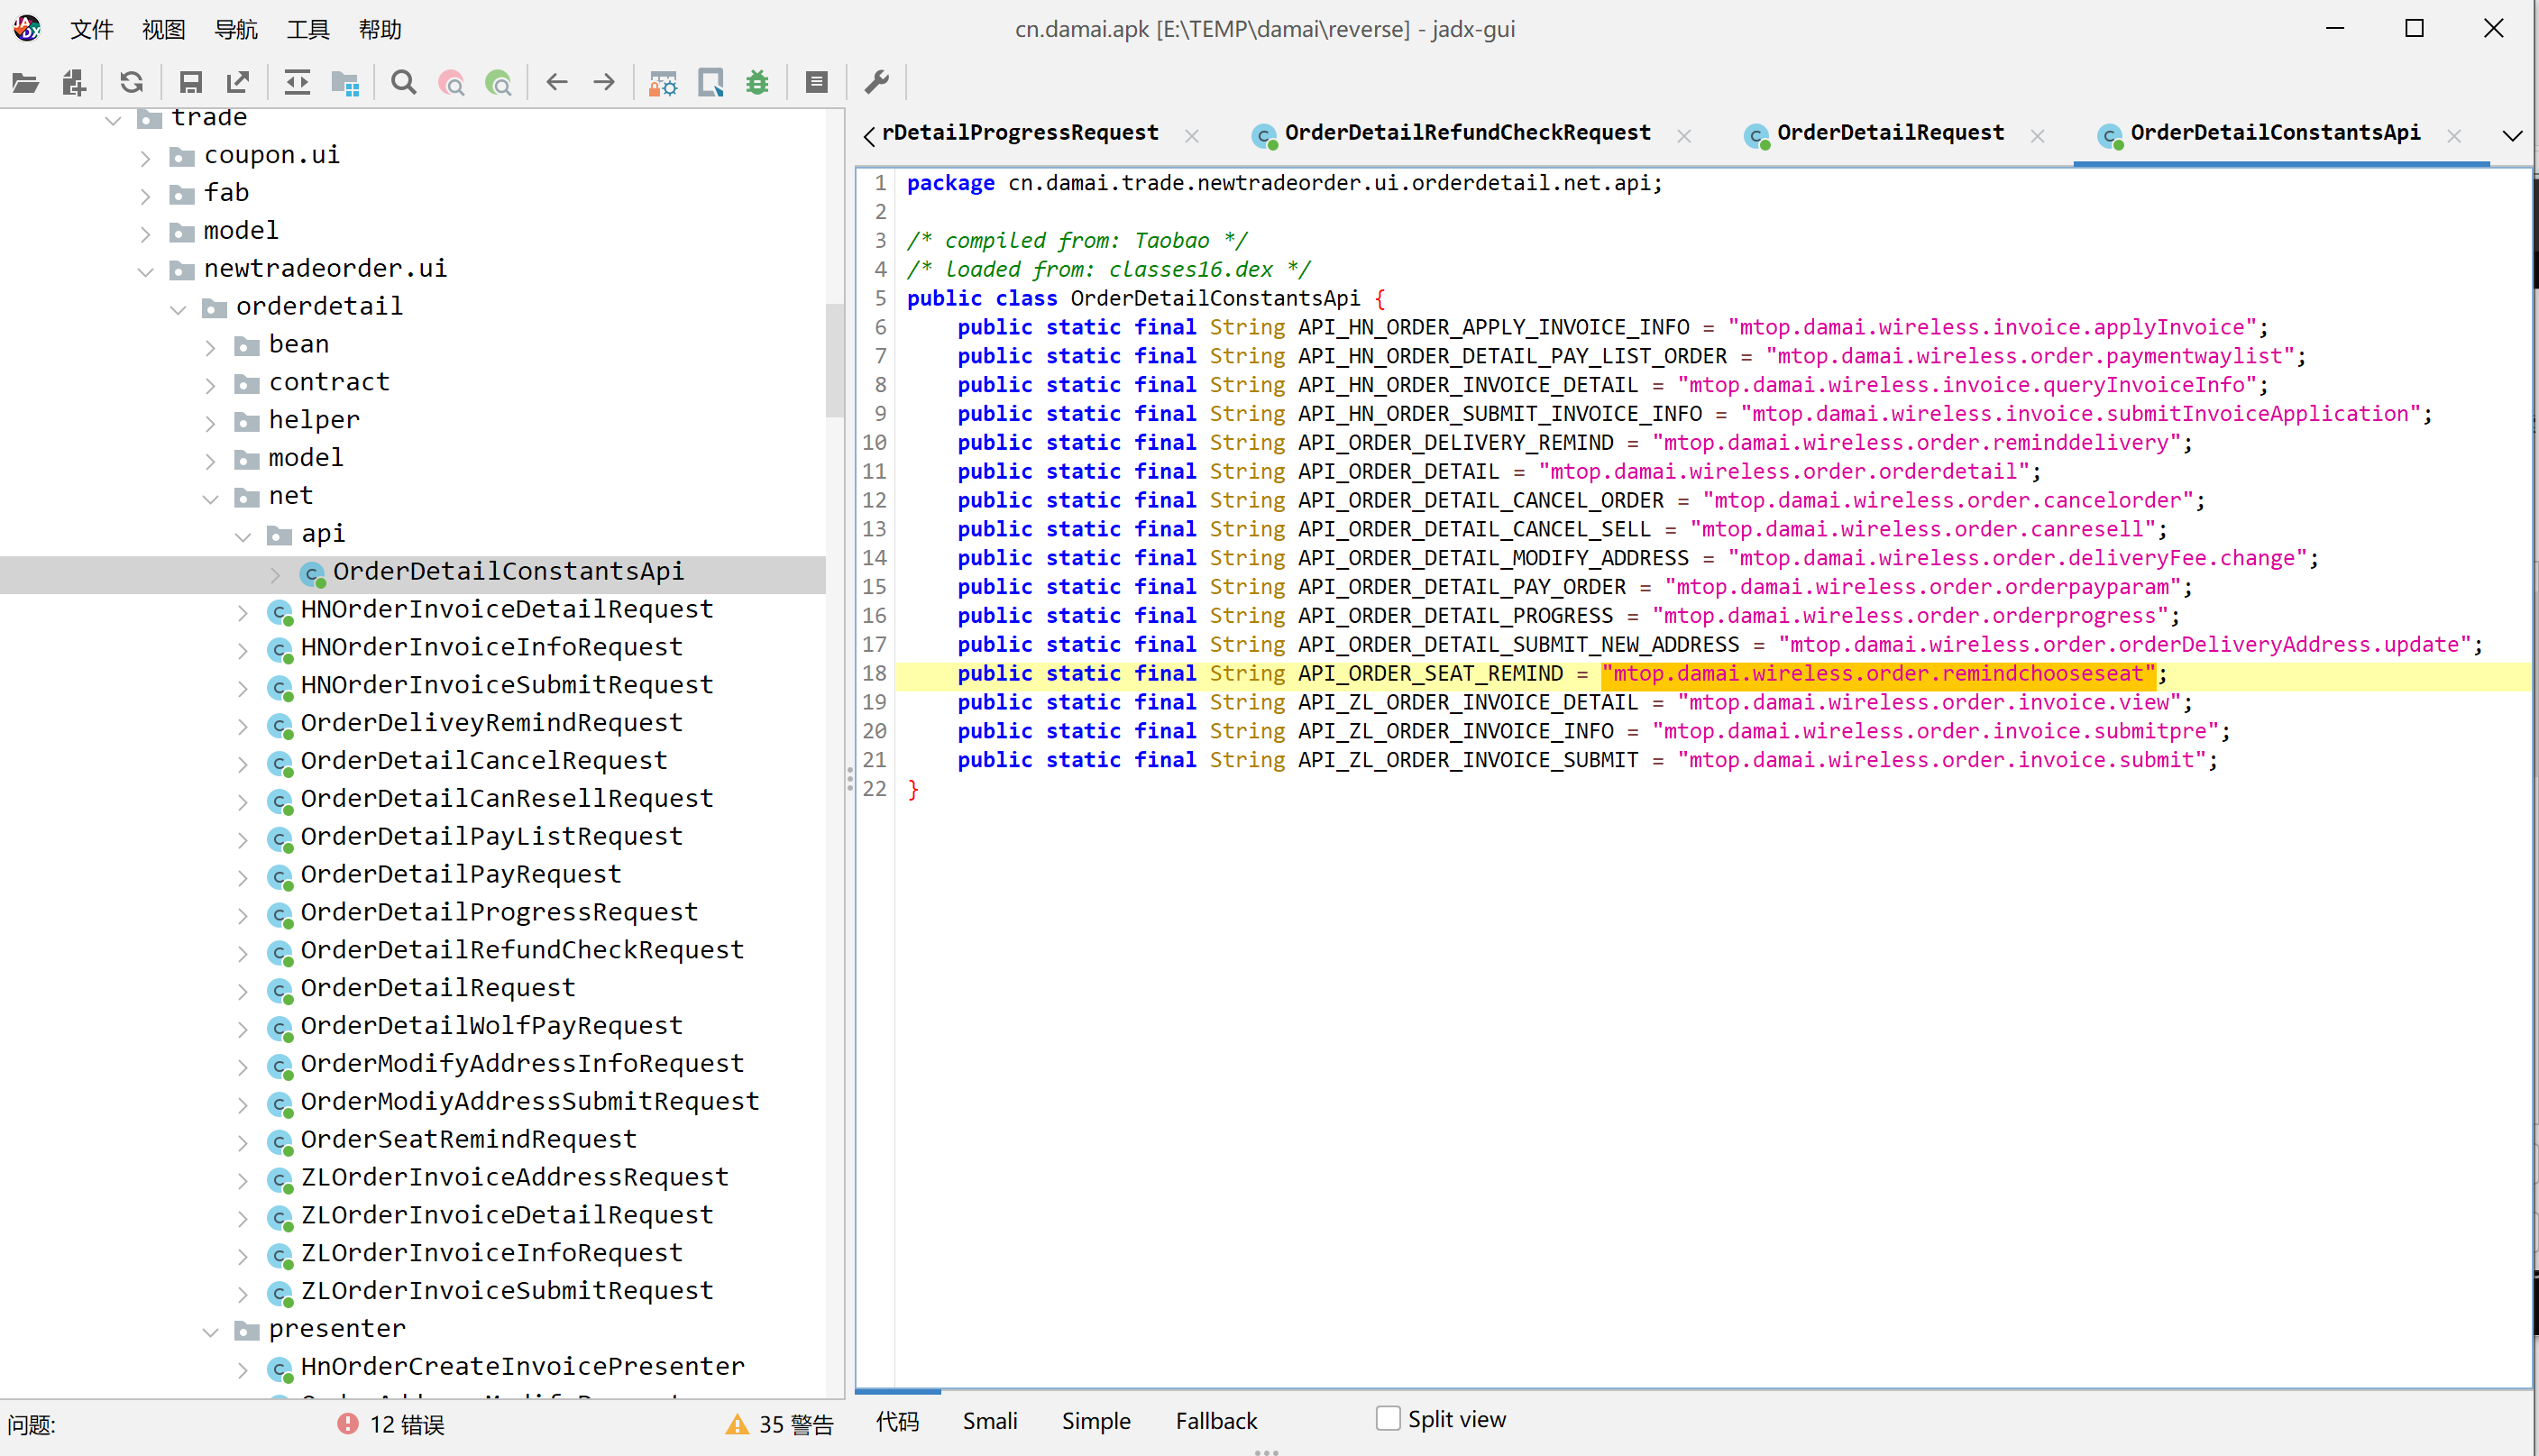 文件 视图 导航 工具 帮助
cn.damai.apk [E:\TEMP\damai\reverse] - jadx-gui
trade
coupon.ui
fab
model
newtradeorder.ui
orderdetail
bean
contract
helper
model
net
api
OrderDetailConstantsApi
HNOrderInvoiceDetailRequest
HNOrderInvoiceInfoRequest
HNOrderInvoiceSubmitRequest
OrderDeliveyRemindRequest
OrderDetailCancelRequest
OrderDetailCanResellRequest
OrderDetailPayListRequest
OrderDetailPayRequest
OrderDetailProgressRequest
OrderDetailRefundCheckRequest
OrderDetailRequest
OrderDetailWolfPayRequest
OrderModifyAddressInfoRequest
OrderModiyAddressSubmitRequest
OrderSeatRemindRequest
ZLOrderInvoiceAddressRequest
ZLOrderInvoiceDetailRequest
ZLOrderInvoiceInfoRequest
ZLOrderInvoiceSubmitRequest
presenter
HnOrderCreateInvoicePresenter
问题: 12 错误 35 警告
rDetailProgressRequest OrderDetailRefundCheckRequest OrderDetailRequest OrderDetailConstantsApi
1 package cn.damai.trade.newtradeorder.ui.orderdetail.net.api;
2
3 /* compiled from: Taobao */
4 /* loaded from: classes16.dex */
5 public class OrderDetailConstantsApi {
6 public static final String API_HN_ORDER_APPLY_INVOICE_INFO = "mtop.damai.wireless.invoice.applyInvoice";
7 public static final String API_HN_ORDER_DETAIL_PAY_LIST_ORDER = "mtop.damai.wireless.order.paymentwaylist";
8 public static final String API_HN_ORDER_INVOICE_DETAIL = "mtop.damai.wireless.invoice.queryInvoiceInfo";
9 public static final String API_HN_ORDER_SUBMIT_INVOICE_INFO = "mtop.damai.wireless.invoice.submitInvoiceApplication";
10 public static final String API_ORDER_DELIVERY_REMIND = "mtop.damai.wireless.order.reminddelivery";
11 public static final String API_ORDER_DETAIL = "mtop.damai.wireless.order.orderdetail";
12 public static final String API_ORDER_DETAIL_CANCEL_ORDER = "mtop.damai.wireless.order.cancelorder";
13 public static final String API_ORDER_DETAIL_CANCEL_SELL = "mtop.damai.wireless.order.canresell";
14 public static final String API_ORDER_DETAIL_MODIFY_ADDRESS = "mtop.damai.wireless.order.deliveryFee.change";
15 public static final String API_ORDER_DETAIL_PAY_ORDER = "mtop.damai.wireless.order.orderpayparam";
16 public static final String API_ORDER_DETAIL_PROGRESS = "mtop.damai.wireless.order.orderprogress";
17 public static final String API_ORDER_DETAIL_SUBMIT_NEW_ADDRESS = "mtop.damai.wireless.order.orderDeliveryAddress.update";
18 public static final String API_ORDER_SEAT_REMIND = "mtop.damai.wireless.order.remindchooseseat";
19 public static final String API_ZL_ORDER_INVOICE_DETAIL = "mtop.damai.wireless.order.invoice.view";
20 public static final String API_ZL_ORDER_INVOICE_INFO = "mtop.damai.wireless.order.invoice.submitpre";
21 public static final String API_ZL_ORDER_INVOICE_SUBMIT = "mtop.damai.wireless.order.invoice.submit";
22 }
代码 Smali Simple Fallback Split view